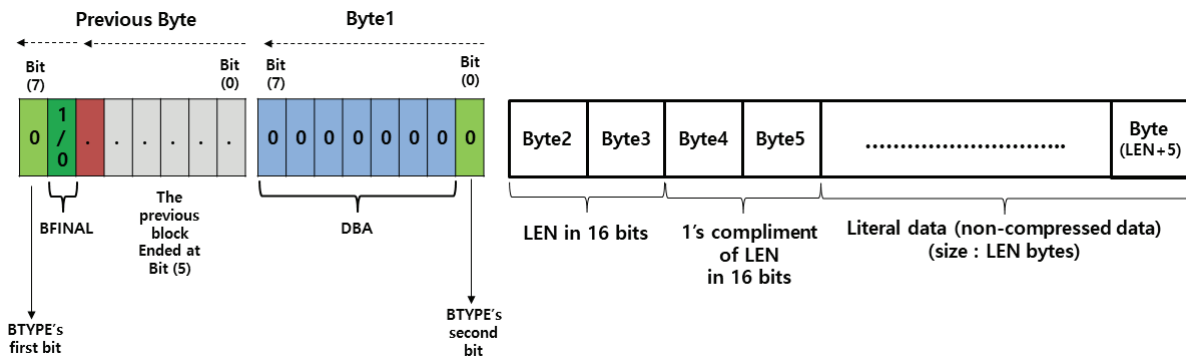 Previous Byte
Byte1
Bit
(7)
Bit
(0)
Bit
(7)
Bit
(0)
0
1
/
0
. . . . . .
0 0 0 0 0 0 0 0
Byte2
Byte3
Byte4
Byte5
..............................
Byte
(LEN+5)
BFINAL
The
previous
block
Ended at
Bit (5)
DBA
LEN in 16 bits
1's compliment
of LEN
in 16 bits
Literal data (non-compressed data)
(size : LEN bytes)
BTYPE's
first bit
BTYPE's
second
bit